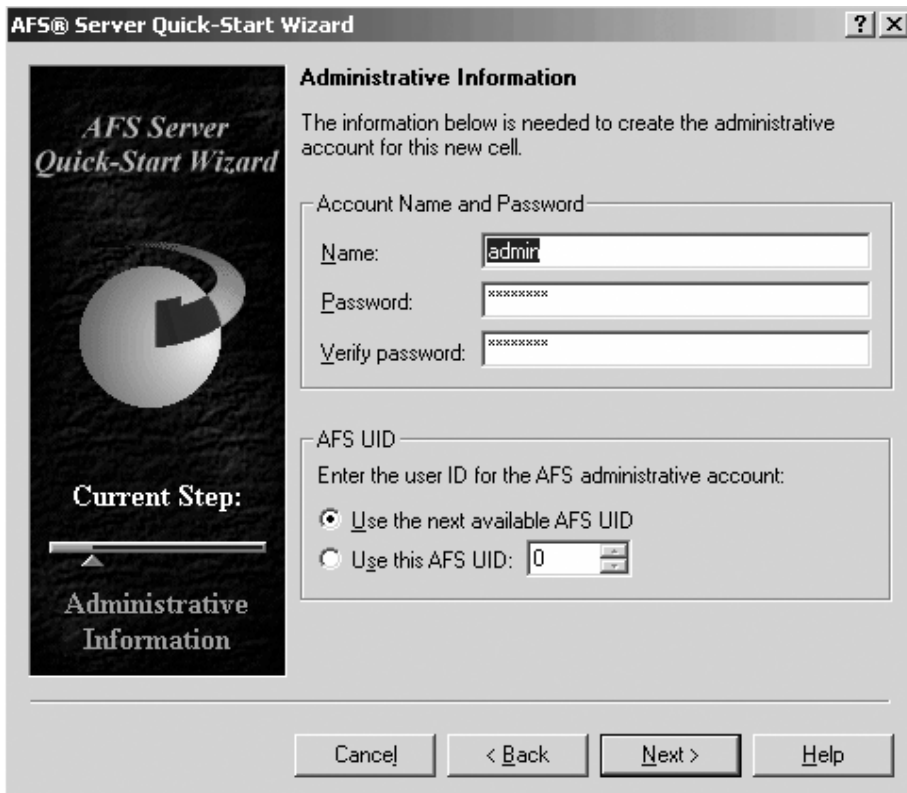 AFS® Server Quick-Start Wizard
AFS Server
Quick-Start Wizard
Current Step:
Administrative
Information
Administrative Information
The information below is needed to create the administrative
account for this new cell.
Account Name and Password
Name:
admin
Password:
********
Verify password:
********
AFS UID
Enter the user ID for the AFS administrative account:
Use the next available AFS UID
Use this AFS UID: 0
Cancel
< Back
Next >
Help